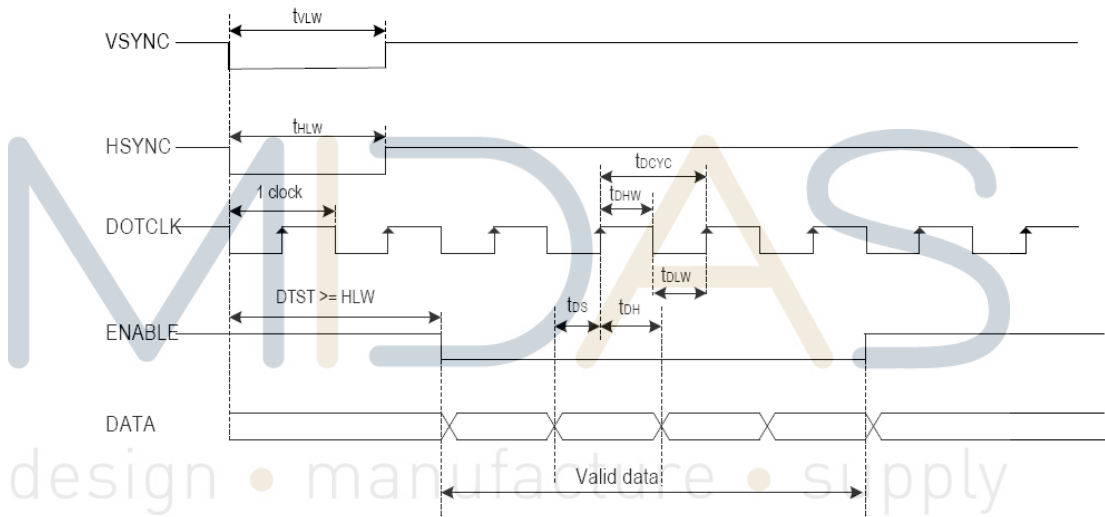 tVLW
VSYNC
tHLW
HSYNC
tDCYC
1 clock
tDHW
DOTCLK
tDLW
DTST >= HLW
tDS
tDH
ENABLE
DATA
MIDAS
design • manufacture • supply
Valid data